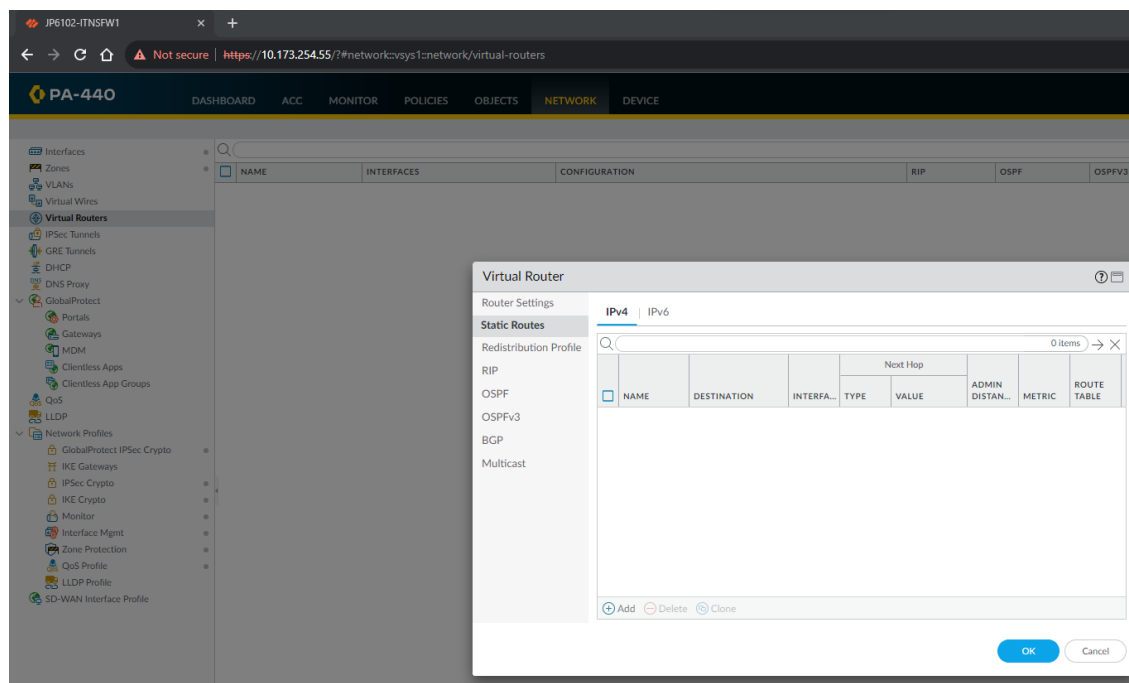 JP6102-ITNSFW1
Not secure https://10.173.254.55/?#network::vsys1::network/virtual-routers
PA-440
DASHBOARD ACC MONITOR POLICIES OBJECTS NETWORK DEVICE
Interfaces
Zones
VLANs
Virtual Wires
Virtual Routers
IPSec Tunnels
GRE Tunnels
DHCP
DNS Proxy
GlobalProtect
Portals
Gateways
MDM
Clientless Apps
Clientless App Groups
QoS
LLDP
Network Profiles
GlobalProtect IPSec Crypto
IKE Gateways
IPSec Crypto
IKE Crypto
Monitor
Interface Mgmt
Zone Protection
QoS Profile
LLDP Profile
SD-WAN Interface Profile
NAME INTERFACES CONFIGURATION RIP OSPF OSPFV3
Virtual Router
Router Settings
Static Routes
Redistribution Profile
RIP
OSPF
OSPFv3
BGP
Multicast
IPv4 | IPv6
0 items
Next Hop
NAME DESTINATION INTERFA... TYPE VALUE ADMIN DISTAN... METRIC ROUTE TABLE
Add Delete Clone
OK Cancel